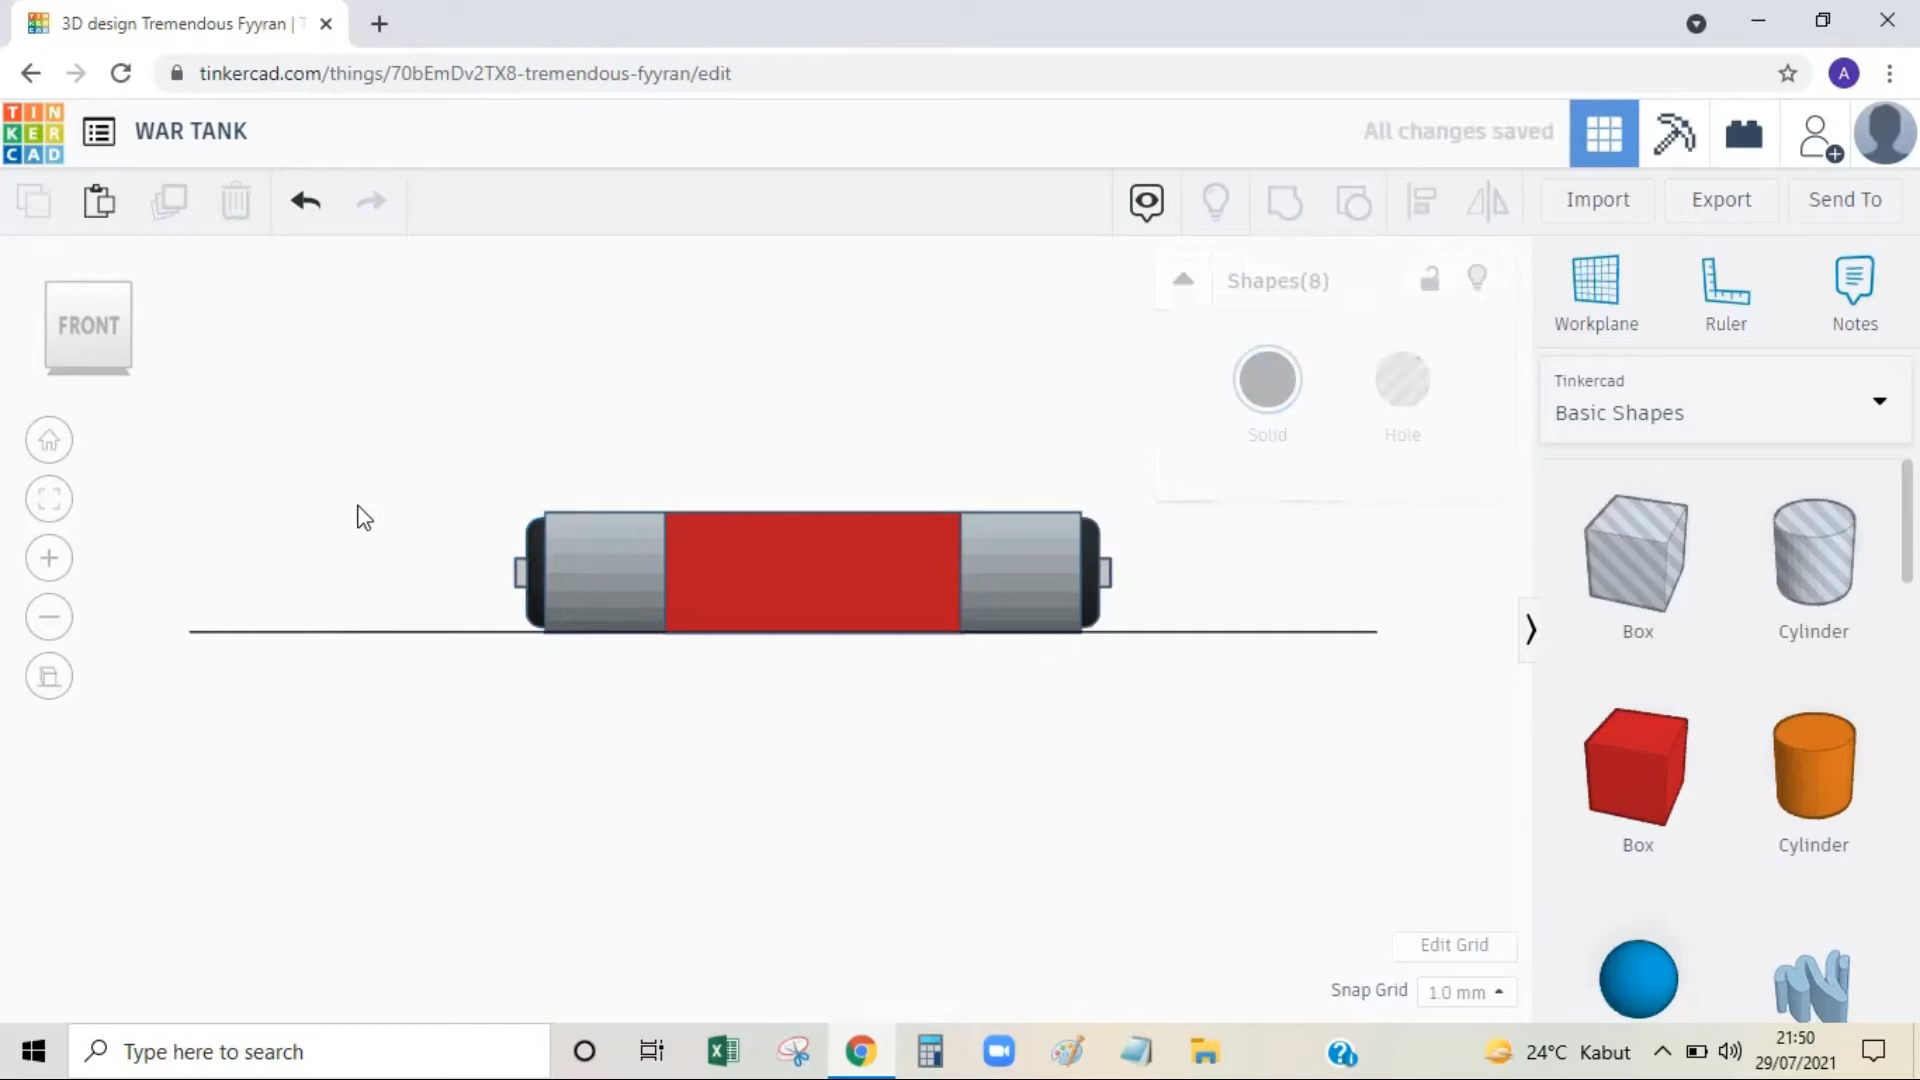 3D design Tremendous Fyyran | T
tinkercad.com/things/70bEmDv2TX8-tremendous-fyyran/edit
A
TIN
KER
CAD
WAR TANK
All changes saved
Import
Export
Send To
FRONT
Shapes(8)
Solid
Hole
Workplane
Ruler
Notes
Tinkercad
Basic Shapes
Box
Cylinder
Box
Cylinder
Edit Grid
Snap Grid
1.0 mm
Type here to search
24°C Kabut
21:50
29/07/2021